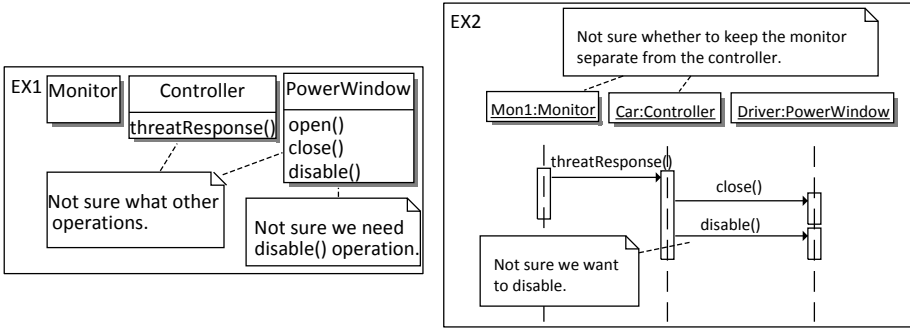 EX1
Monitor
Controller
threatResponse()
PowerWindow
open()
close()
disable()
Not sure what other
operations.
Not sure we need
disable() operation.
EX2
Not sure whether to keep the monitor
separate from the controller.
Mon1:Monitor
Car:Controller
Driver:PowerWindow
threatResponse()
close()
disable()
Not sure we want
to disable.